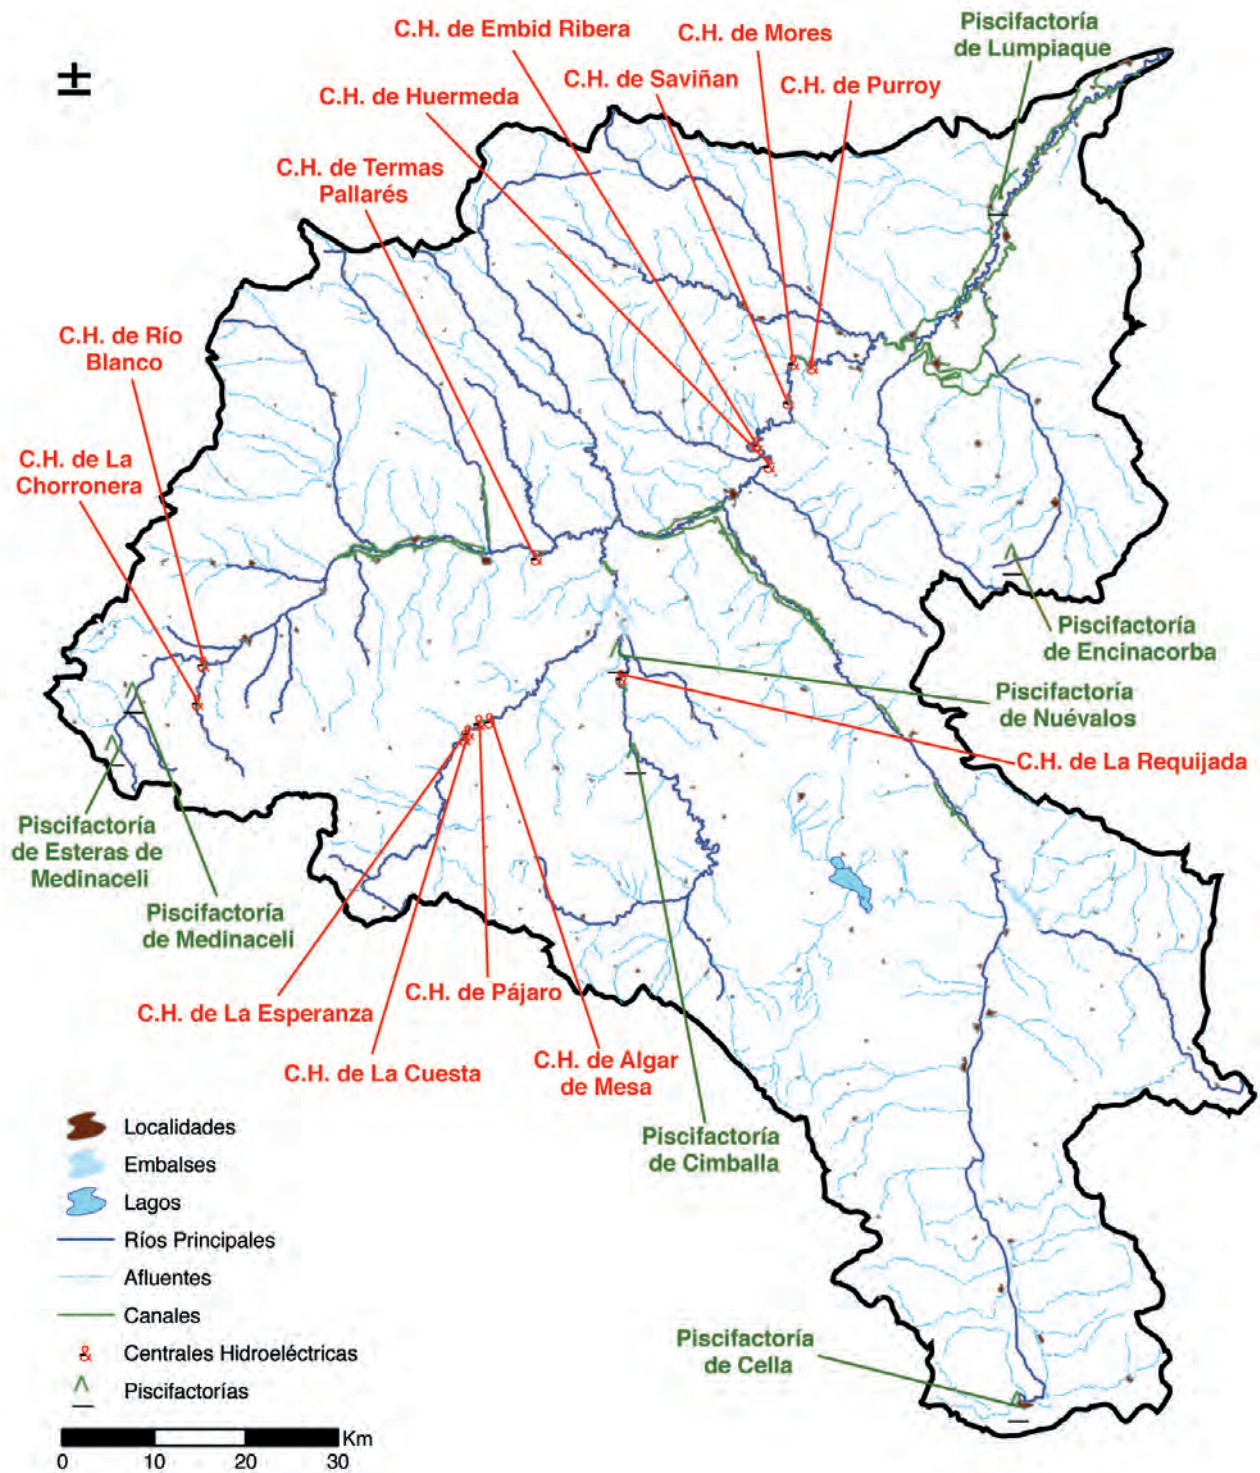 Piscifactoría
de Lumpiaque
C.H. de Embid Ribera
C.H. de Mores
±
C.H. de Saviñan
C.H. de Purroy
C.H. de Huermeda
C.H. de Termas
Pallarés
C.H. de Río
Blanco
C.H. de La
Chorronera
Piscifactoría
de Encinacorba
Piscifactoría
de Nuévalos
C.H. de La Requijada
Piscifactoría
de Esteras de
Medinaceli
Piscifactoría
de Medinaceli
C.H. de La Esperanza
C.H. de Pájaro
C.H. de La Cuesta
C.H. de Algar
de Mesa
Piscifactoría
de Cimballa
Piscifactoría
de Cella
Localidades
Embalses
Lagos
Ríos Principales
Afluentes
Canales
Centrales Hidroeléctricas
Piscifactorías
Km
0 10 20 30